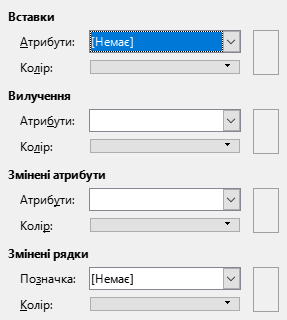 Вставки
Атрибути: [Немає]
Колір:
Вилучення
Атрибути:
Колір:
Змінені атрибути
Атрибути:
Колір:
Змінені рядки
Позначка: [Немає]
Колір: